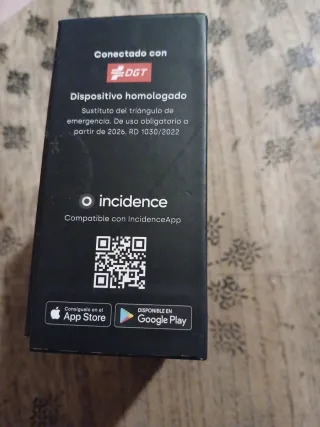 Conectado con
DGT
Dispositivo homologado
Sustituto del triángulo de
emergencia. De uso obligatorio a
partir de 2026. RD 1030/2022
incidence
Compatible con IncidenceApp
Consíguelo en el
App Store
DISPONIBLE EN
Google Play